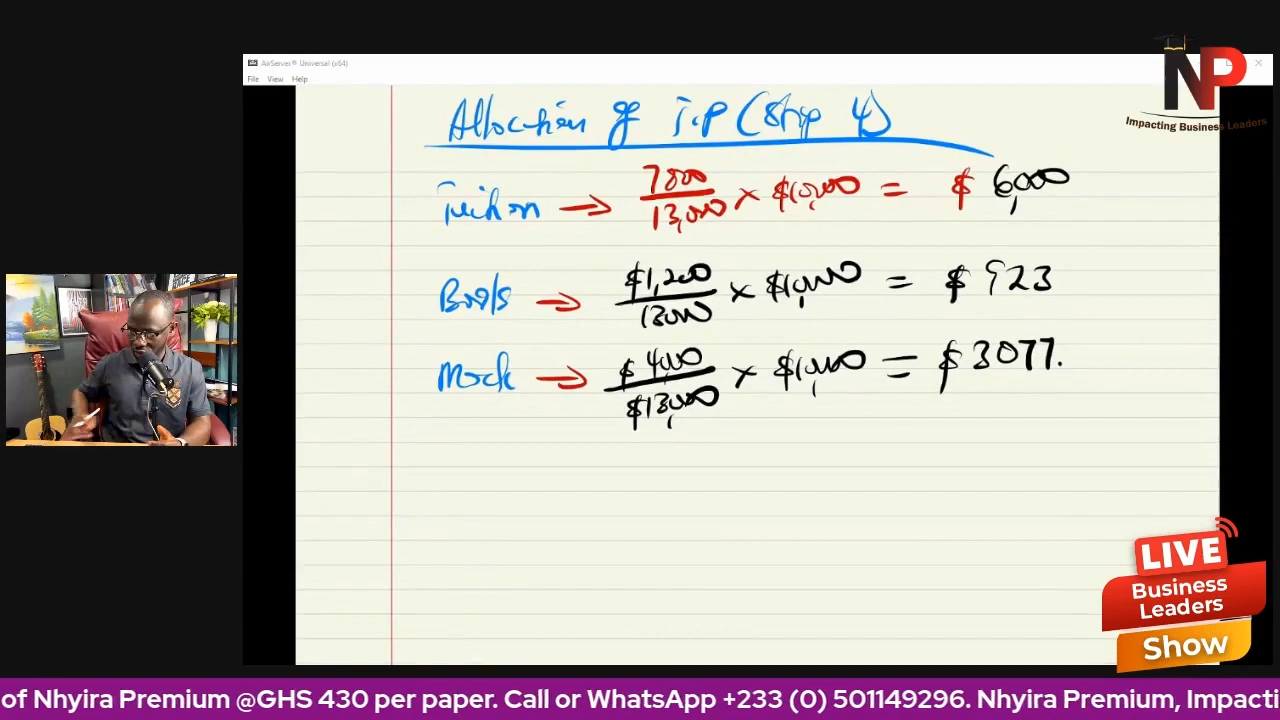 AirServer® Universal (x64)
File View Help
NP
Impacting Business Leaders
Allocation of T.P (Step 4)
Tuition → 7800/13,000 × $10,000 = $ 6,000
Books → $1,200/13000 × $10,000 = $ 923
Mock → $ 4,000/$13,000 × $10,000 = $ 3077.
LIVE
Business
Leaders
Show
of Nhyira Premium @GHS 430 per paper. Call or WhatsApp +233 (0) 501149296. Nhyira Premium, Impacti